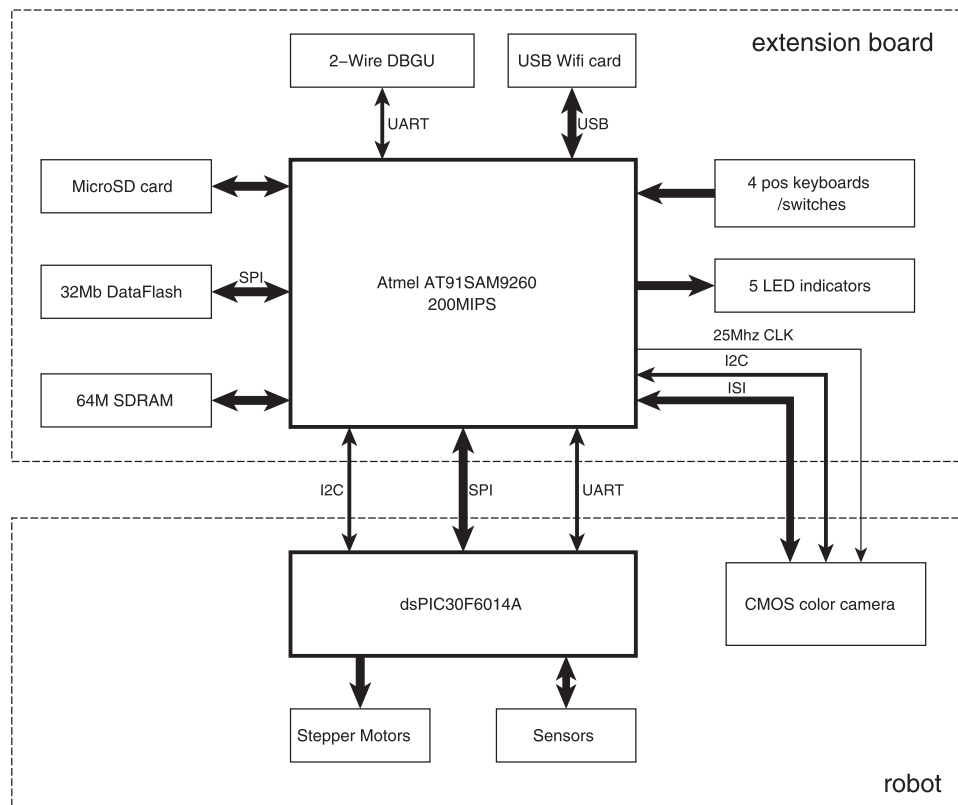 extension board
2–Wire DBGU
USB Wifi card
UART
USB
MicroSD card
4 pos keyboards
/switches
SPI
32Mb DataFlash
Atmel AT91SAM9260
200MIPS
5 LED indicators
25Mhz CLK
I2C
ISI
64M SDRAM
I2C
SPI
UART
dsPIC30F6014A
CMOS color camera
Stepper Motors
Sensors
robot